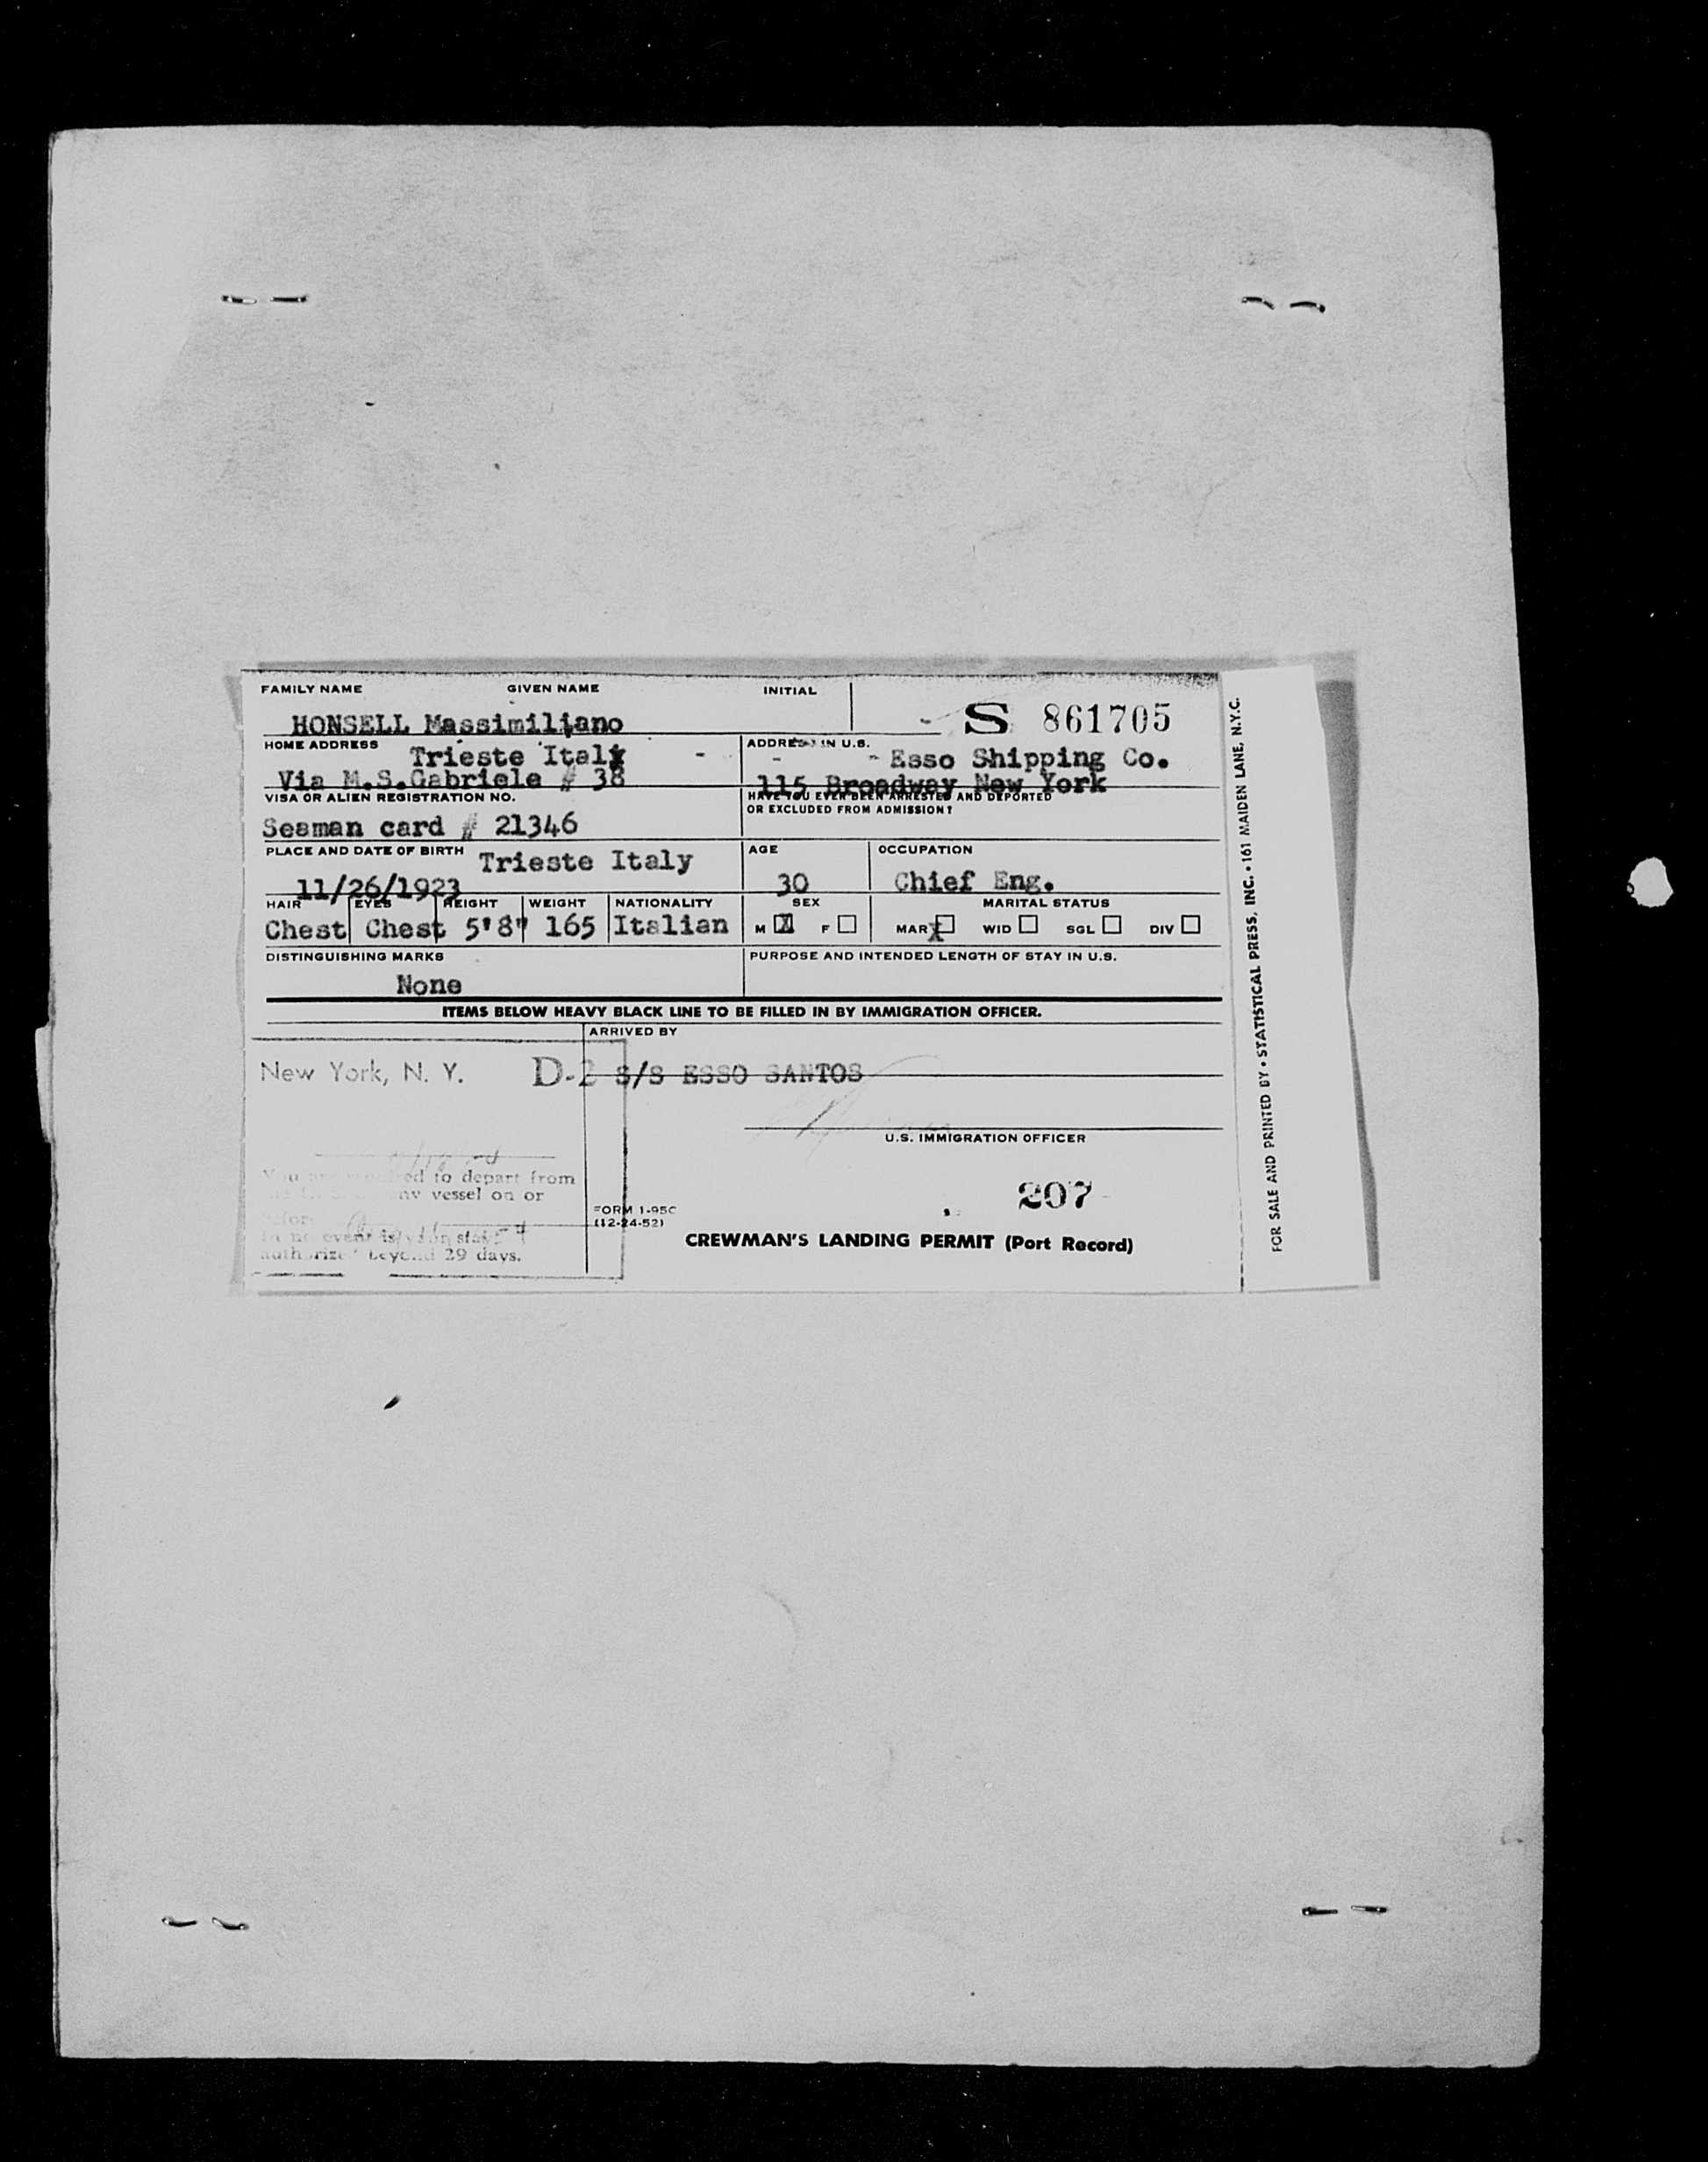 FAMILY NAME GIVEN NAME INITIAL
HONSELL Massimiliano S 861705
HOME ADDRESS Trieste Italy -
Via M.S.Gabriele # 38
ADDRESS IN U.S. - - Esso Shipping Co.
115 Broadway New York
VISA OR ALIEN REGISTRATION NO.
Seaman card # 21346
HAVE YOU EVER BEEN ARRESTED AND DEPORTED
OR EXCLUDED FROM ADMISSION?
PLACE AND DATE OF BIRTH Trieste Italy
11/26/1923
AGE
30
OCCUPATION
Chief Eng.
HAIR EYES HEIGHT WEIGHT NATIONALITY SEX MARITAL STATUS
Chest Chest 5'8" 165 Italian M X F MAR X WID SGL DIV
DISTINGUISHING MARKS
None
PURPOSE AND INTENDED LENGTH OF STAY IN U.S.
ITEMS BELOW HEAVY BLACK LINE TO BE FILLED IN BY IMMIGRATION OFFICER.
ARRIVED BY
New York, N. Y. D-2 S/S ESSO SANTOS
U.S. IMMIGRATION OFFICER
to depart from
vessel on or
29 days.
207
FORM I-95C
(12-24-52)
CREWMAN'S LANDING PERMIT (Port Record)
FOR SALE AND PRINTED BY • STATISTICAL PRESS, INC. • 161 MAIDEN LANE, N.Y.C.